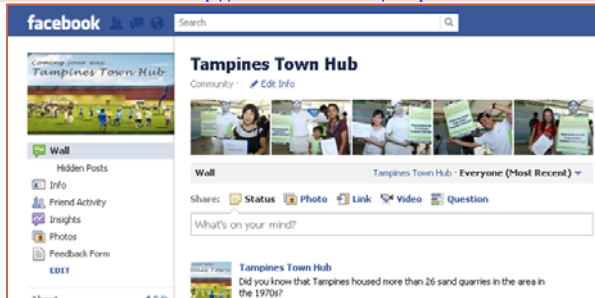 facebook
Search
Coming your way...
Tampines Town Hub
Tampines Town Hub
Community · Edit Info
Wall
Hidden Posts
Info
Friend Activity
Insights
Photos
Feedback Form
EDIT
Wall
Tampines Town Hub · Everyone (Most Recent)
Share: Status Photo Link Video Question
What's on your mind?
Tampines Town Hub
Did you know that Tampines housed more than 26 sand quarries in the area in
the 1970s?